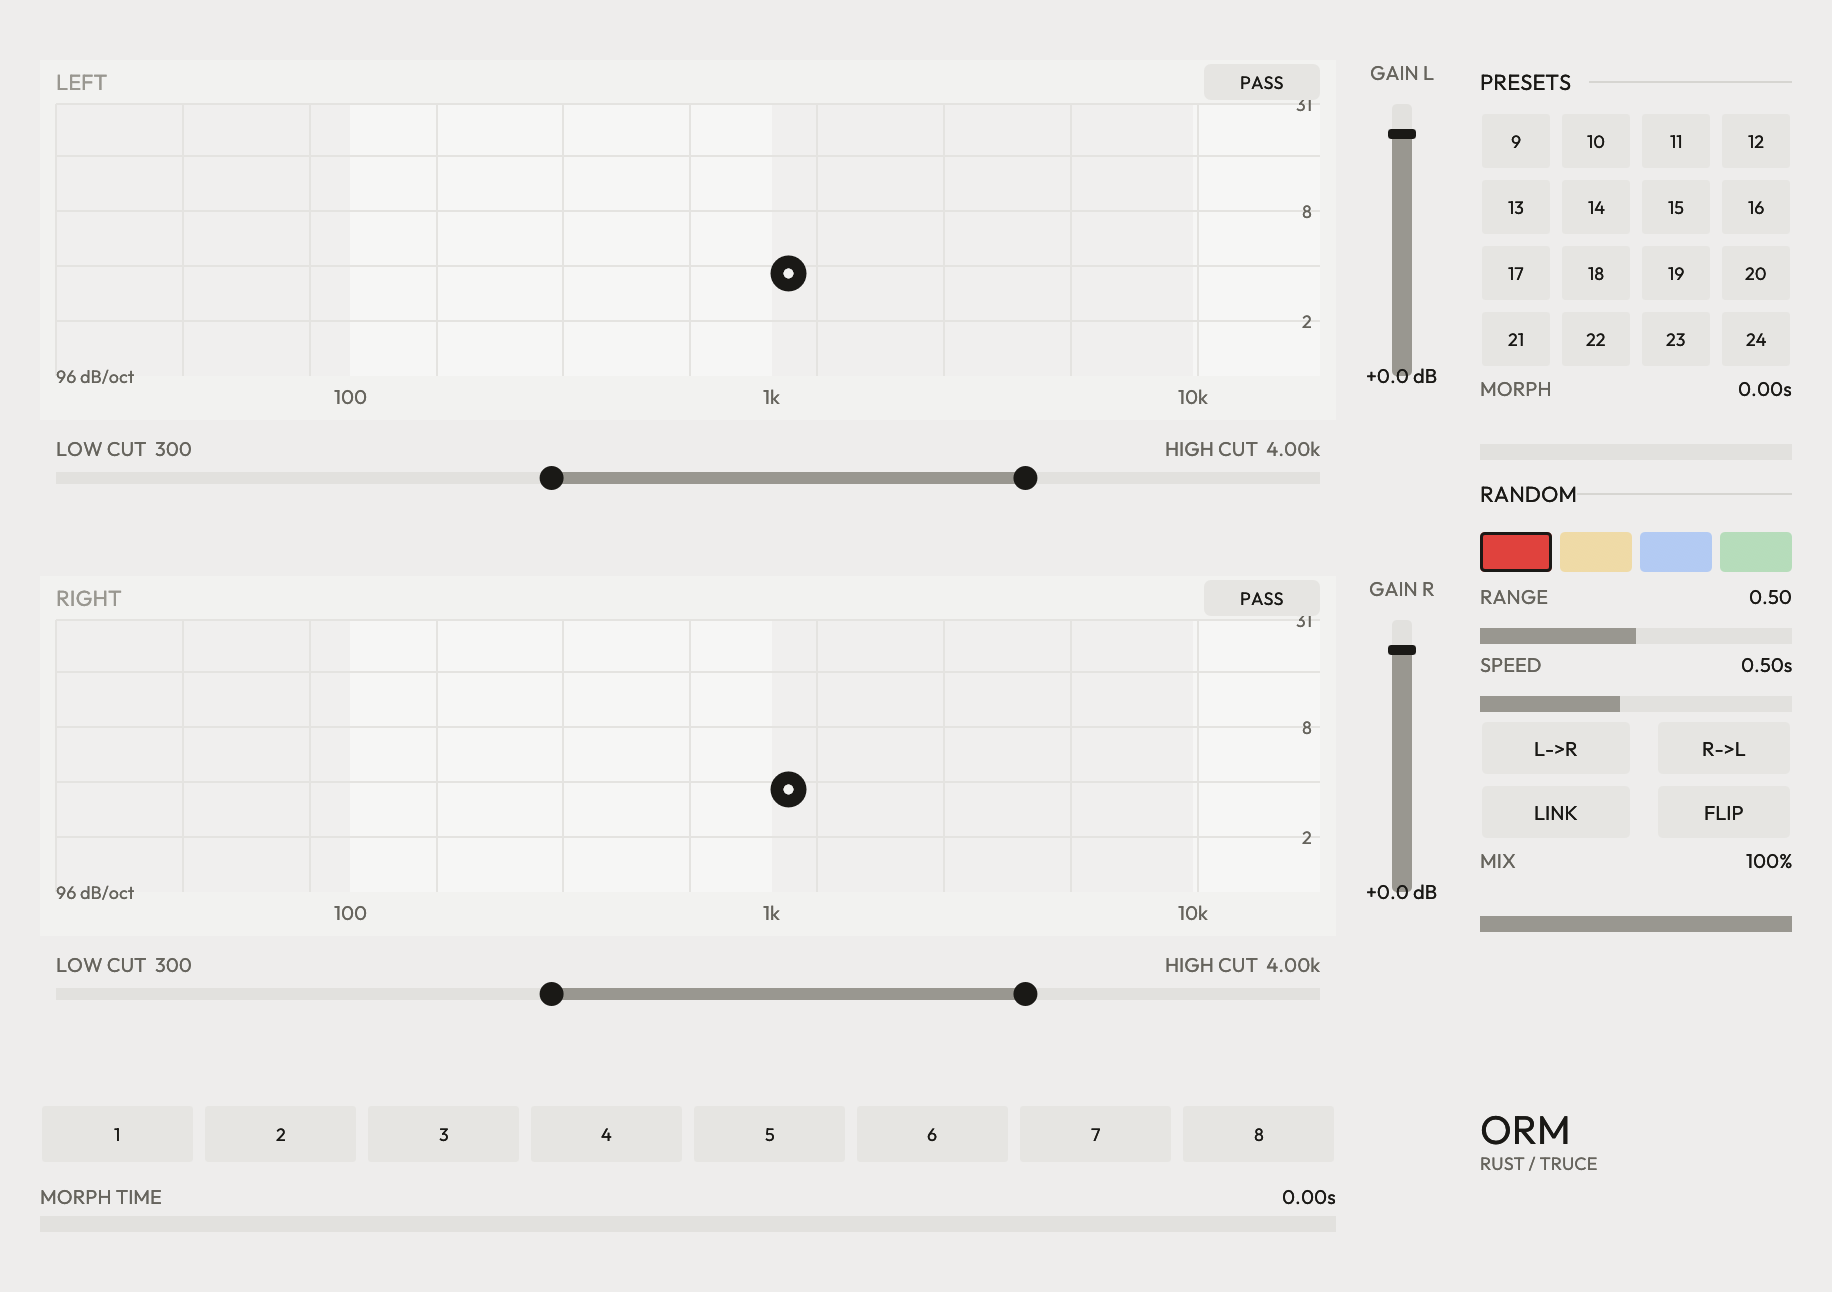 LEFT
PASS
31
8
2
96 dB/oct
100 1k 10k
LOW CUT 300
HIGH CUT 4.00k
GAIN L
+0.0 dB
RIGHT
PASS
31
8
2
96 dB/oct
100 1k 10k
LOW CUT 300
HIGH CUT 4.00k
GAIN R
+0.0 dB
1 2 3 4 5 6 7 8
MORPH TIME 0.00s
PRESETS
9 10 11 12
13 14 15 16
17 18 19 20
21 22 23 24
MORPH 0.00s
RANDOM
RANGE 0.50
SPEED 0.50s
L->R R->L
LINK FLIP
MIX 100%
ORM
RUST / TRUCE